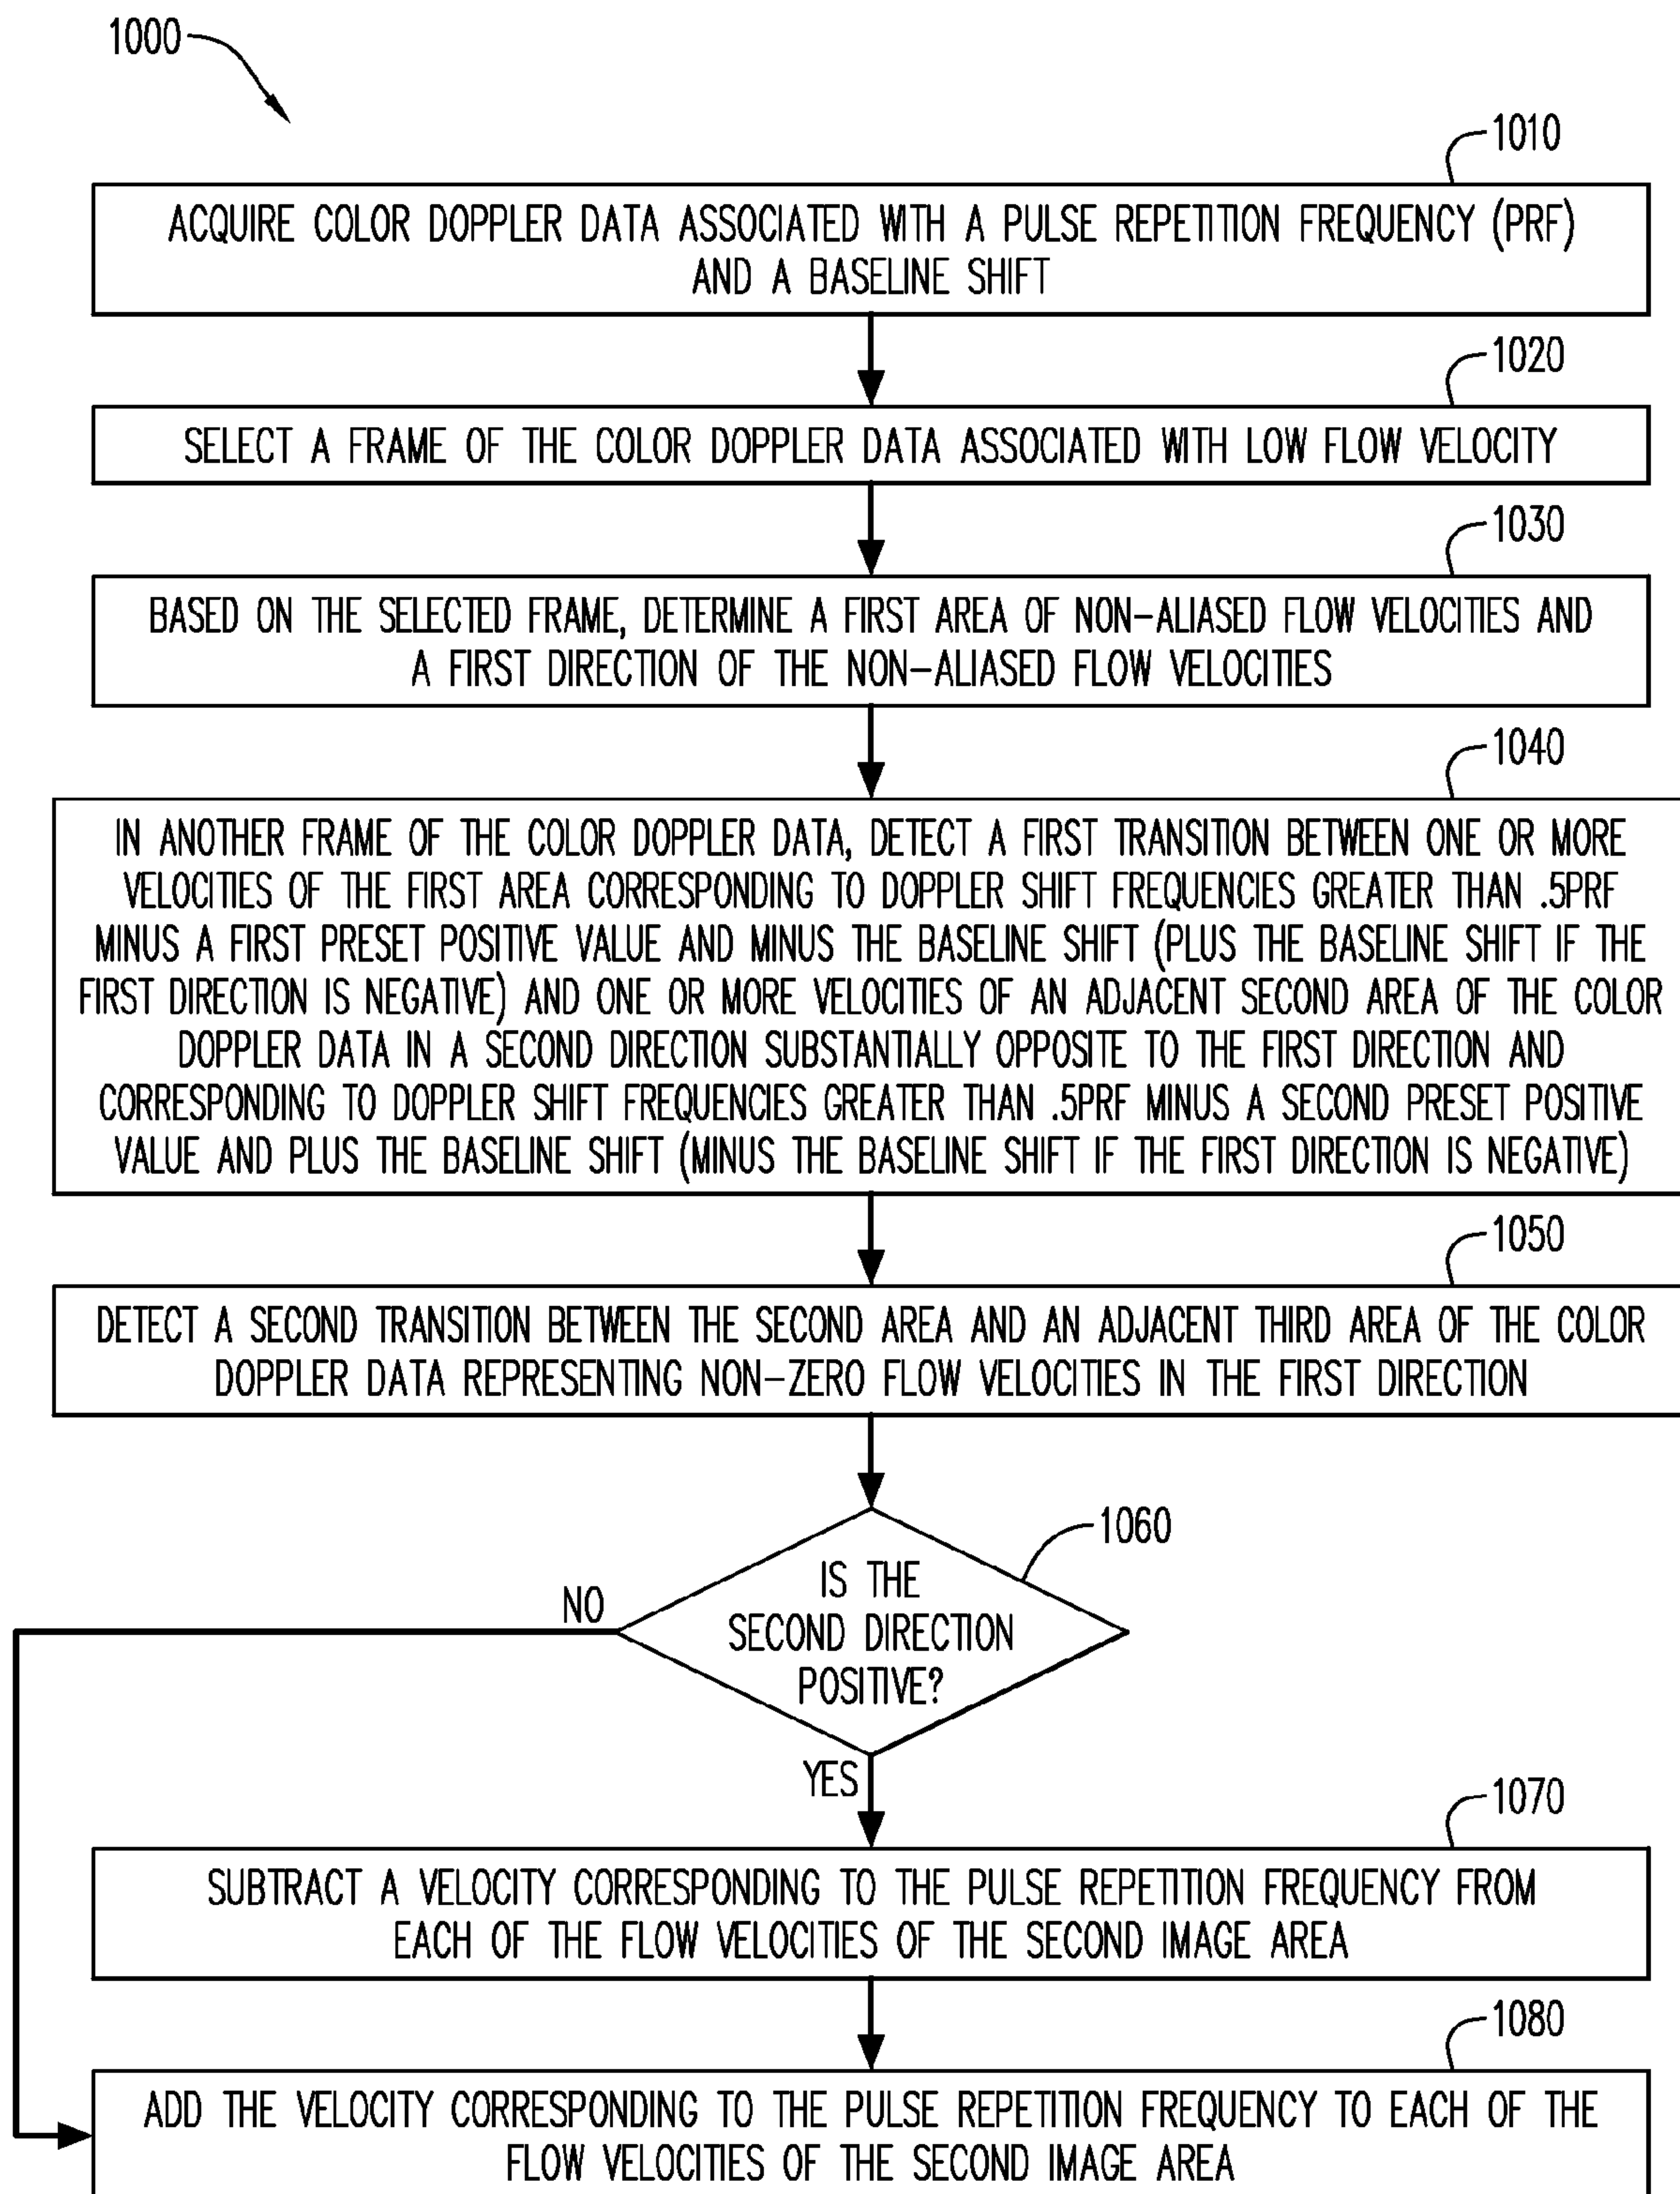 1000
1010
ACQUIRE COLOR DOPPLER DATA ASSOCIATED WITH A PULSE REPETITION FREQUENCY (PRF)
AND A BASELINE SHIFT
1020
SELECT A FRAME OF THE COLOR DOPPLER DATA ASSOCIATED WITH LOW FLOW VELOCITY
1030
BASED ON THE SELECTED FRAME, DETERMINE A FIRST AREA OF NON-ALIASED FLOW VELOCITIES AND
A FIRST DIRECTION OF THE NON-ALIASED FLOW VELOCITIES
1040
IN ANOTHER FRAME OF THE COLOR DOPPLER DATA, DETECT A FIRST TRANSITION BETWEEN ONE OR MORE
VELOCITIES OF THE FIRST AREA CORRESPONDING TO DOPPLER SHIFT FREQUENCIES GREATER THAN .5PRF
MINUS A FIRST PRESET POSITIVE VALUE AND MINUS THE BASELINE SHIFT (PLUS THE BASELINE SHIFT IF THE
FIRST DIRECTION IS NEGATIVE) AND ONE OR MORE VELOCITIES OF AN ADJACENT SECOND AREA OF THE COLOR
DOPPLER DATA IN A SECOND DIRECTION SUBSTANTIALLY OPPOSITE TO THE FIRST DIRECTION AND
CORRESPONDING TO DOPPLER SHIFT FREQUENCIES GREATER THAN .5PRF MINUS A SECOND PRESET POSITIVE
VALUE AND PLUS THE BASELINE SHIFT (MINUS THE BASELINE SHIFT IF THE FIRST DIRECTION IS NEGATIVE)
1050
DETECT A SECOND TRANSITION BETWEEN THE SECOND AREA AND AN ADJACENT THIRD AREA OF THE COLOR
DOPPLER DATA REPRESENTING NON-ZERO FLOW VELOCITIES IN THE FIRST DIRECTION
1060
IS THE
SECOND DIRECTION
POSITIVE?
NO
YES
1070
SUBTRACT A VELOCITY CORRESPONDING TO THE PULSE REPETITION FREQUENCY FROM
EACH OF THE FLOW VELOCITIES OF THE SECOND IMAGE AREA
1080
ADD THE VELOCITY CORRESPONDING TO THE PULSE REPETITION FREQUENCY TO EACH OF THE
FLOW VELOCITIES OF THE SECOND IMAGE AREA